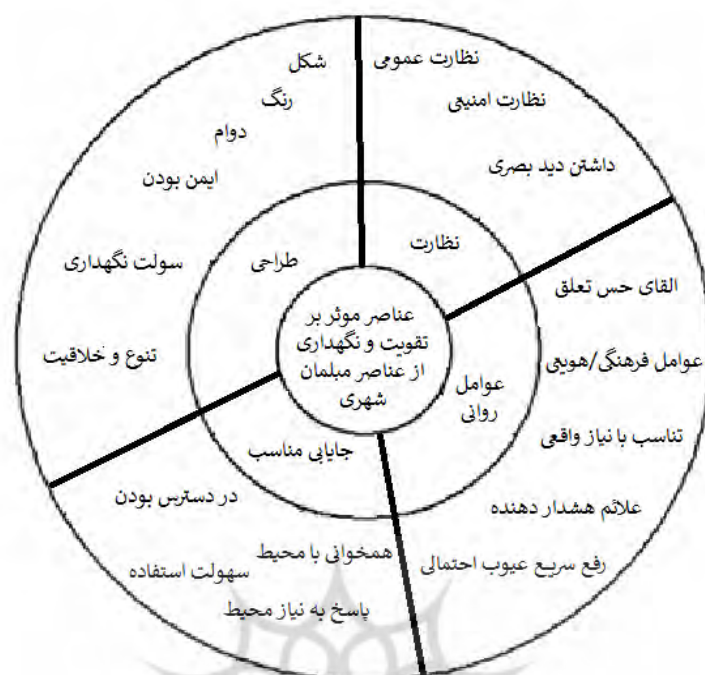 عناصر موثر بر
تقویت و نگهداری
از عناصر مبلمان
شهری
نظارت
نظارت عمومی
نظارت امنیتی
داشتن دید بصری
عوامل
روانی
القای حس تعلق
عوامل فرهنگی/هویتی
تناسب با نیاز واقعی
علائم هشدار دهنده
رفع سریع عیوب احتمالی
جایابی مناسب
در دسترس بودن
همخوانی با محیط
سهولت استفاده
پاسخ به نیاز محیط
طراحی
شکل
رنگ
دوام
ایمن بودن
سولت نگهداری
تنوع و خلاقیت